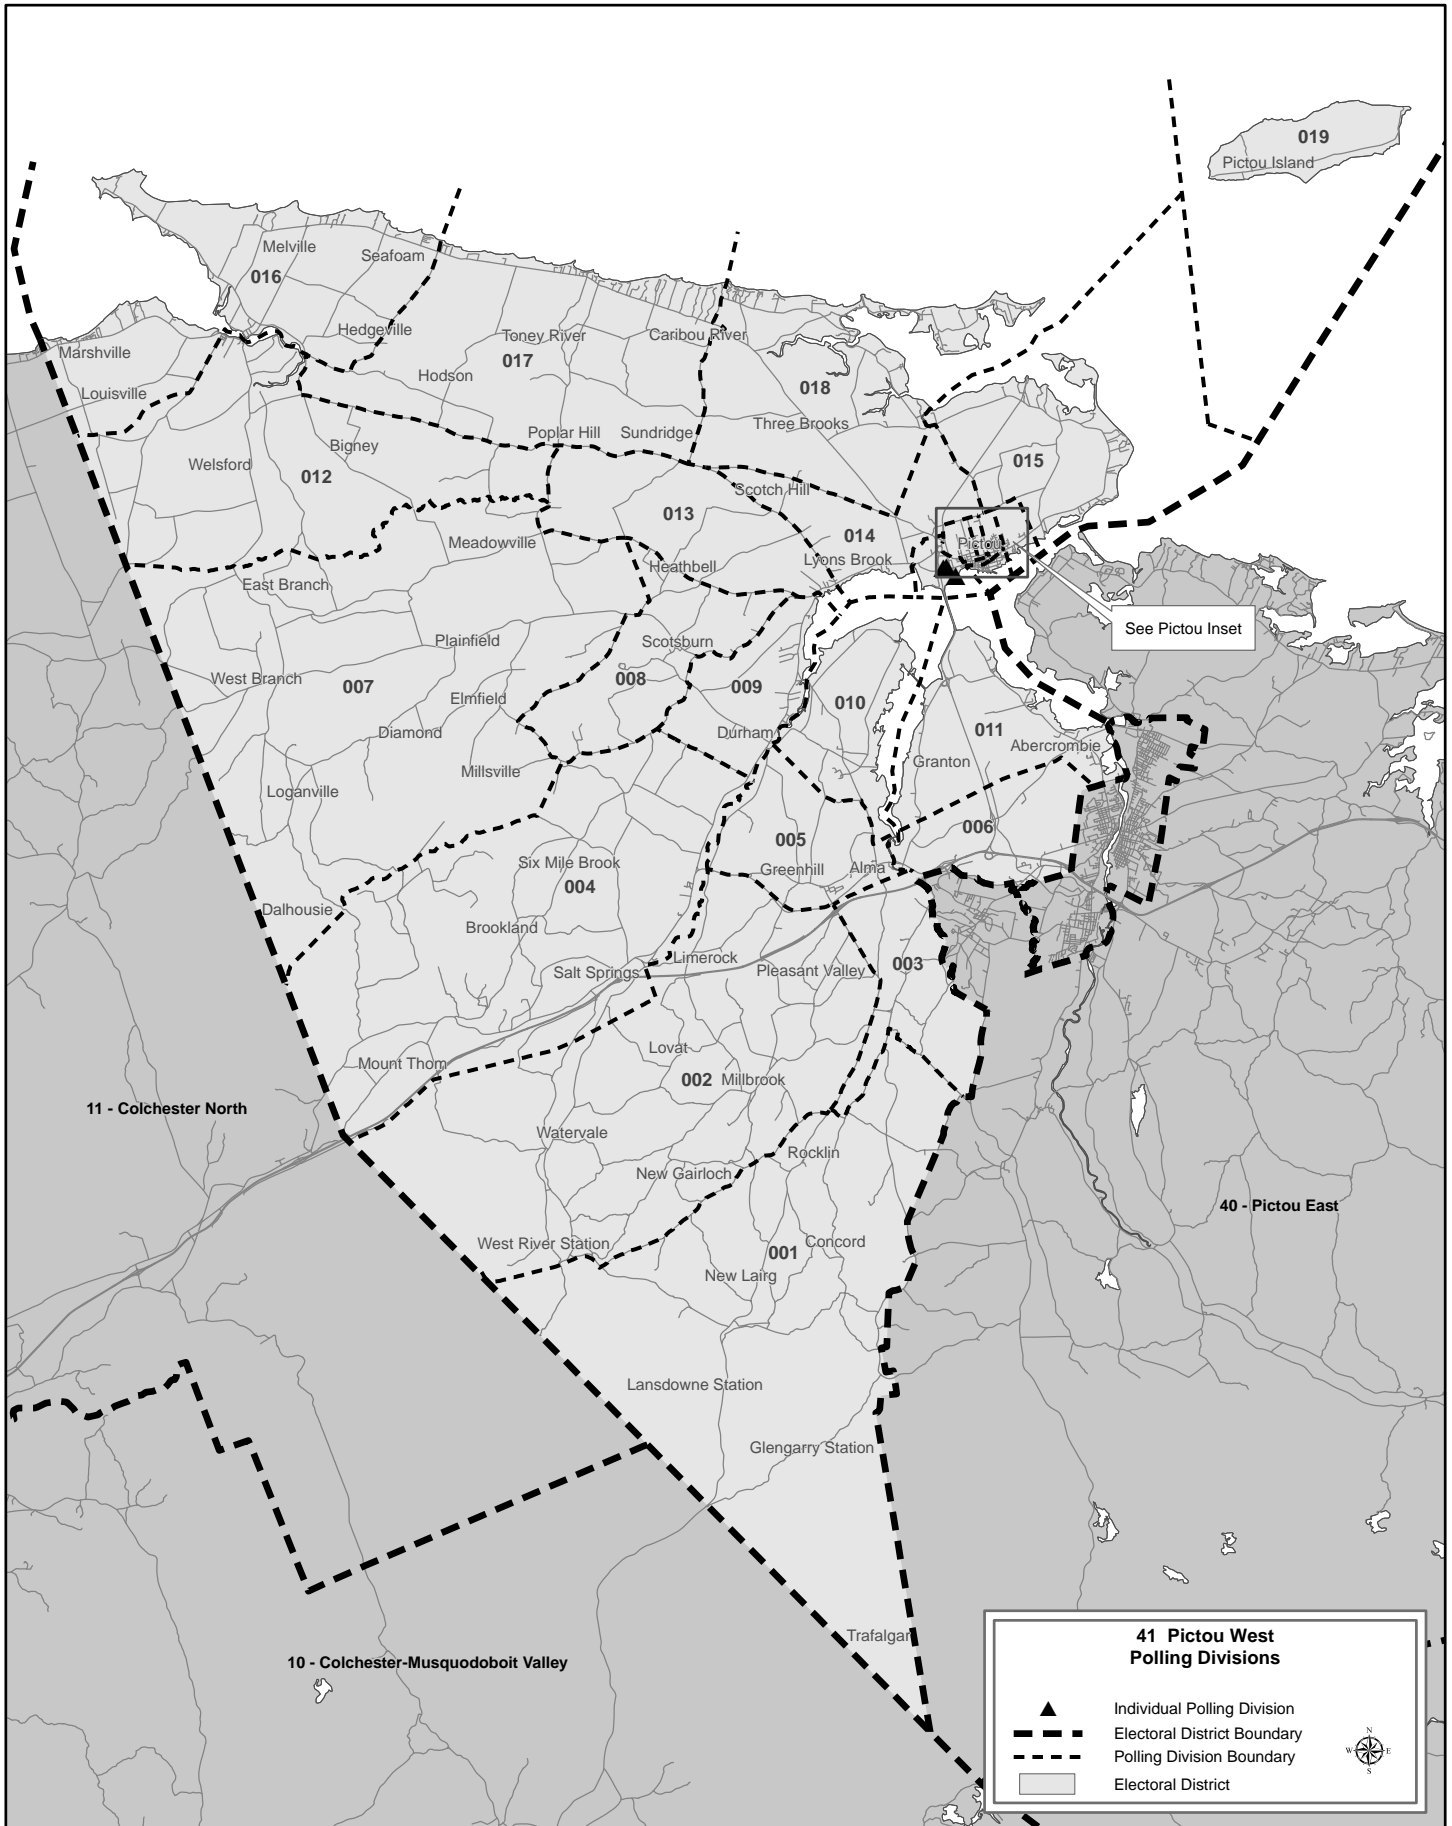 019
Pictou Island
Melville
Seafoam
016
Hedgeville
Toney River
Caribou River
Marshville
017
Hodson
018
Louisville
Three Brooks
Poplar Hill
Sundridge
Bigney
015
Welsford
012
Scotch Hill
013
014
Pictou
Meadowville
Lyons Brook
Heathbell
East Branch
See Pictou Inset
Plainfield
Scotsburn
West Branch
008
007
009
Elmfield
010
Diamond
Durham
011
Abercrombie
Granton
Millsville
Loganville
006
005
Six Mile Brook
Greenhill
Alma
004
Dalhousie
Brookland
Limerock
003
Salt Springs
Pleasant Valley
Lovat
Mount Thom
002
Millbrook
11 - Colchester North
Watervale
Rocklin
New Gairloch
40 - Pictou East
West River Station
Concord
001
New Lairg
Lansdowne Station
Glengarry Station
Trafalgar
10 - Colchester-Musquodoboit Valley
41 Pictou West
Polling Divisions
Individual Polling Division
Electoral District Boundary
Polling Division Boundary
Electoral District
N
W
E
S